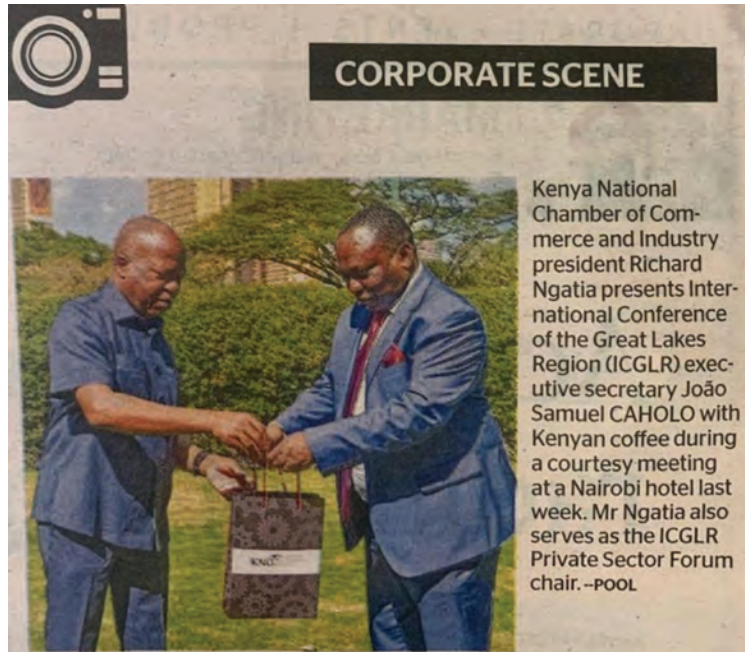 CORPORATE SCENE
Kenya National
Chamber of Com-
merce and Industry
president Richard
Ngatia presents Inter-
national Conference
of the Great Lakes
Region (ICGLR) exec-
utive secretary João
Samuel CAHOLO with
Kenyan coffee during
a courtesy meeting
at a Nairobi hotel last
week. Mr Ngatia also
serves as the ICGLR
Private Sector Forum
chair. --POOL